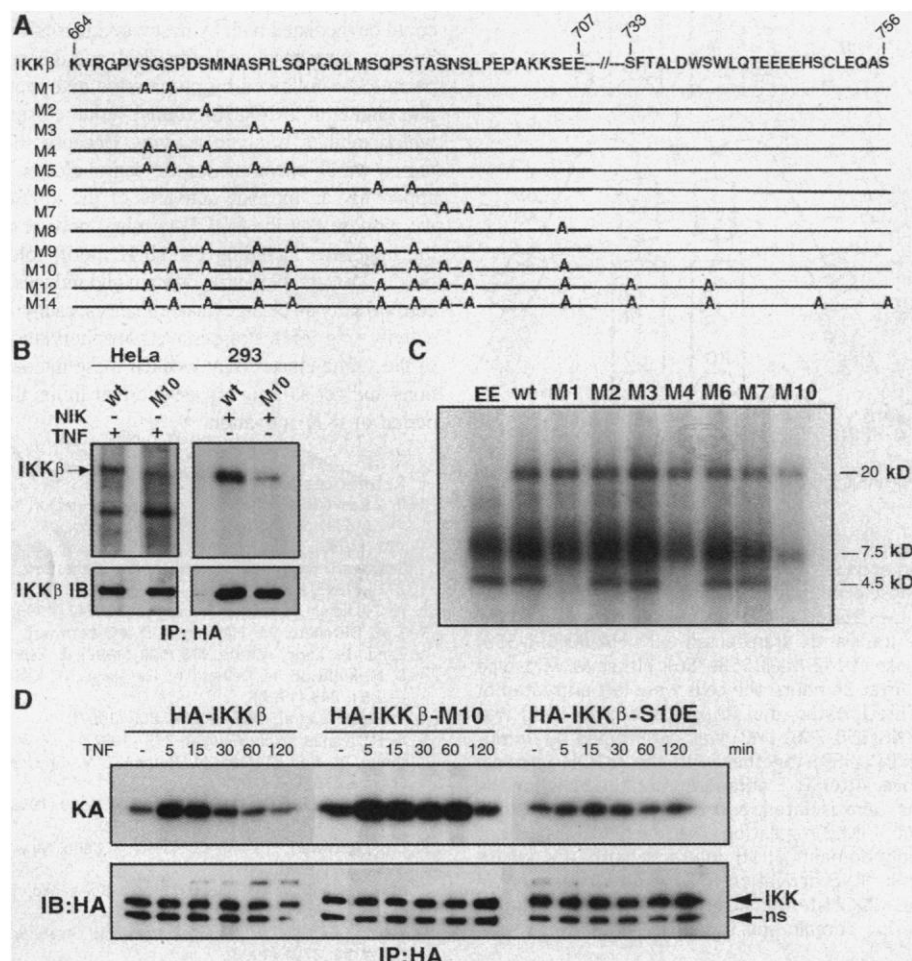 A
664 707 733 756
IKKβ KVRGPVSGSPDSMNASRLSQPGQLMSQPSTASNSLPEPAKKSEE---//---SFTALDWSWLQTEEEEHSCLEQAS
M1 A A
M2 A
M3 A A
M4 A A A
M5 A A A A A
M6 A A
M7 A A
M8 A
M9 A A A A A A A
M10 A A A A A A A A A A
M12 A A A A A A A A A A A A
M14 A A A A A A A A A A A A A
B
HeLa 293
Wt M10 Wt M10
NIK - - + +
TNF + + - -
IKKβ
IKKβ IB
IP: HA
C
EE wt M1 M2 M3 M4 M6 M7 M10
20 kD
7.5 kD
4.5 kD
D
HA-IKKβ HA-IKKβ-M10 HA-IKKβ-S10E
TNF - 5 15 30 60 120 - 5 15 30 60 120 - 5 15 30 60 120 min
KA
IB:HA
IKK
ns
IP:HA